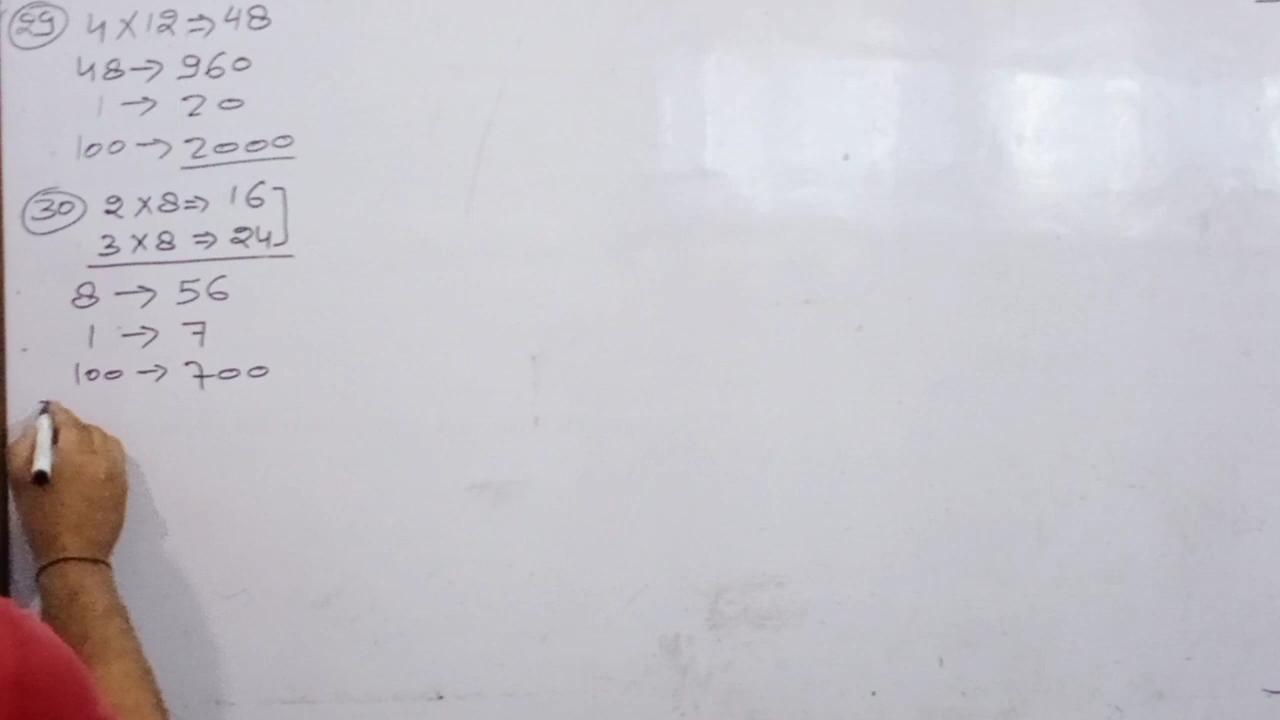 29 4 × 12 ⇒ 48
48 → 960
1 → 20
100 → 2000
30 2 × 8 ⇒ 16]
3 × 8 ⇒ 24
8 → 56
1 → 7
100 → 700